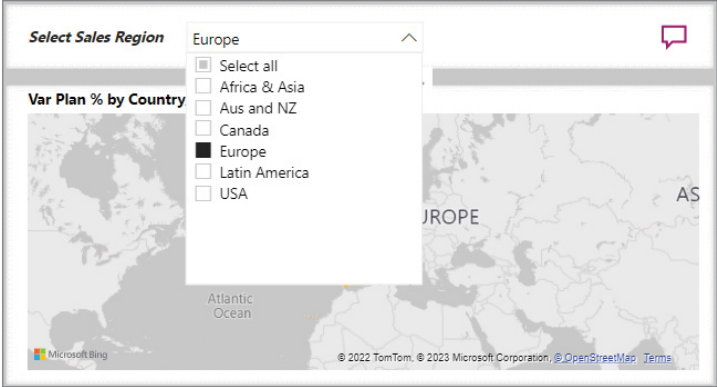 Select Sales Region
Europe
Select all
Africa & Asia
Aus and NZ
Canada
Europe
Latin America
USA
Var Plan % by Country
AS
Atlantic
Ocean
Microsoft Bing
© 2022 TomTom, © 2023 Microsoft Corporation, © OpenStreetMap Terms